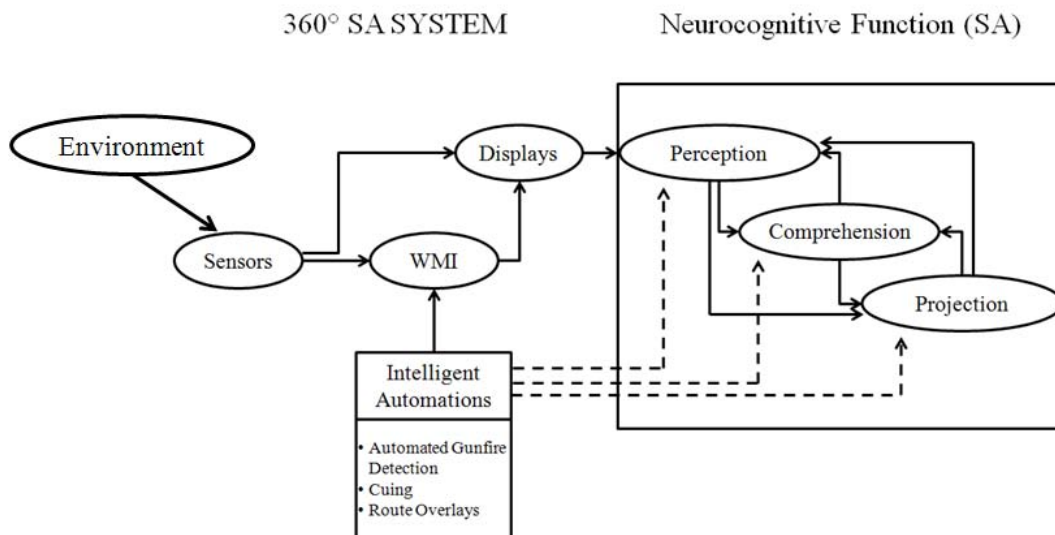 360° SA SYSTEM
Neurocognitive Function (SA)
Environment
Displays
Perception
Sensors
WMI
Comprehension
Projection
Intelligent
Automations
• Automated Gunfire
Detection
• Cuing
• Route Overlays